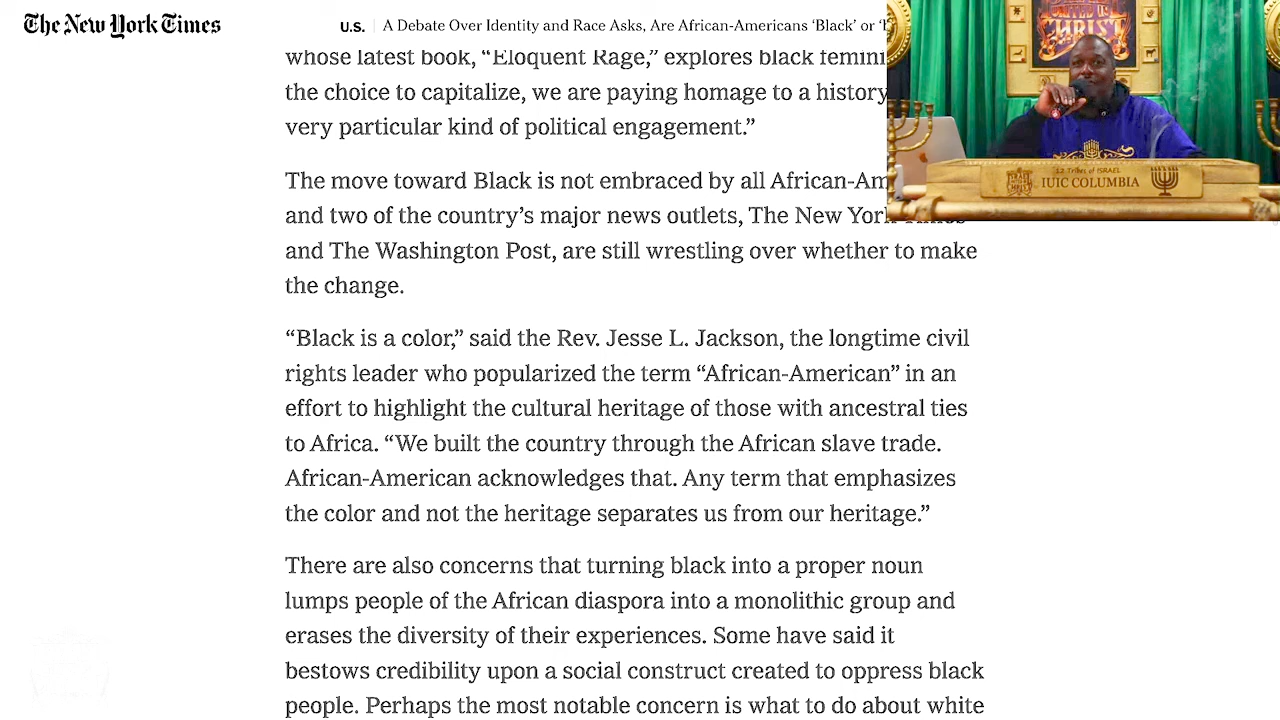 The New York Times
U.S. A Debate Over Identity and Race Asks, Are African-Americans ‘Black’ or
whose latest book, “Eloquent Rage,” explores black
the choice to capitalize, we are paying homage to a history
very particular kind of political engagement.”
UNITED IN
CHRIST
12 Tribes of ISRAEL
IUIC COLUMBIA
The move toward Black is not embraced by all
and two of the country’s major news outlets, The New York Times
and The Washington Post, are still wrestling over whether to make
the change.
“Black is a color,” said the Rev. Jesse L. Jackson, the longtime civil
rights leader who popularized the term “African-American” in an
effort to highlight the cultural heritage of those with ancestral ties
to Africa. “We built the country through the African slave trade.
African-American acknowledges that. Any term that emphasizes
the color and not the heritage separates us from our heritage.”
There are also concerns that turning black into a proper noun
lumps people of the African diaspora into a monolithic group and
erases the diversity of their experiences. Some have said it
bestows credibility upon a social construct created to oppress black
people. Perhaps the most notable concern is what to do about white